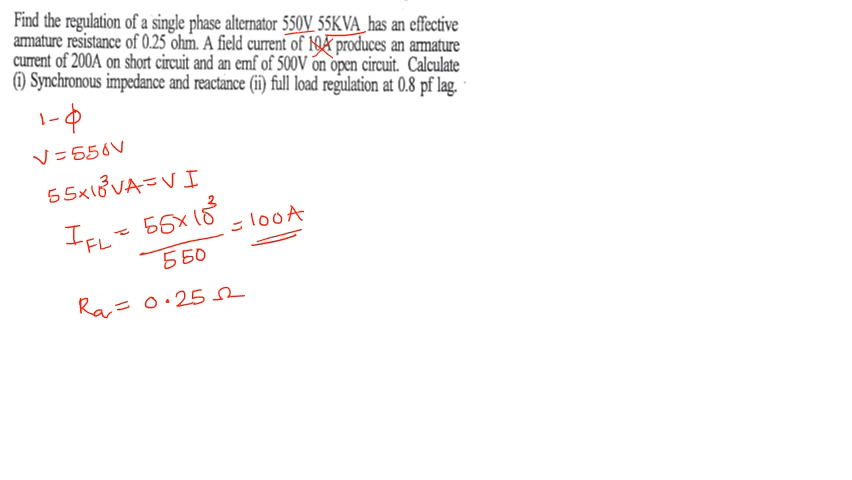 Find the regulation of a single phase alternator 550V 55KVA has an effective
armature resistance of 0.25 ohm. A field current of 10A produces an armature
current of 200A on short circuit and an emf of 500V on open circuit. Calculate
(i) Synchronous impedance and reactance (ii) full load regulation at 0.8 pf lag.
1-ϕ
V = 550V
55×10³ VA = V I
I_FL = 55×10³ / 550 = 100A
Ra = 0.25 Ω